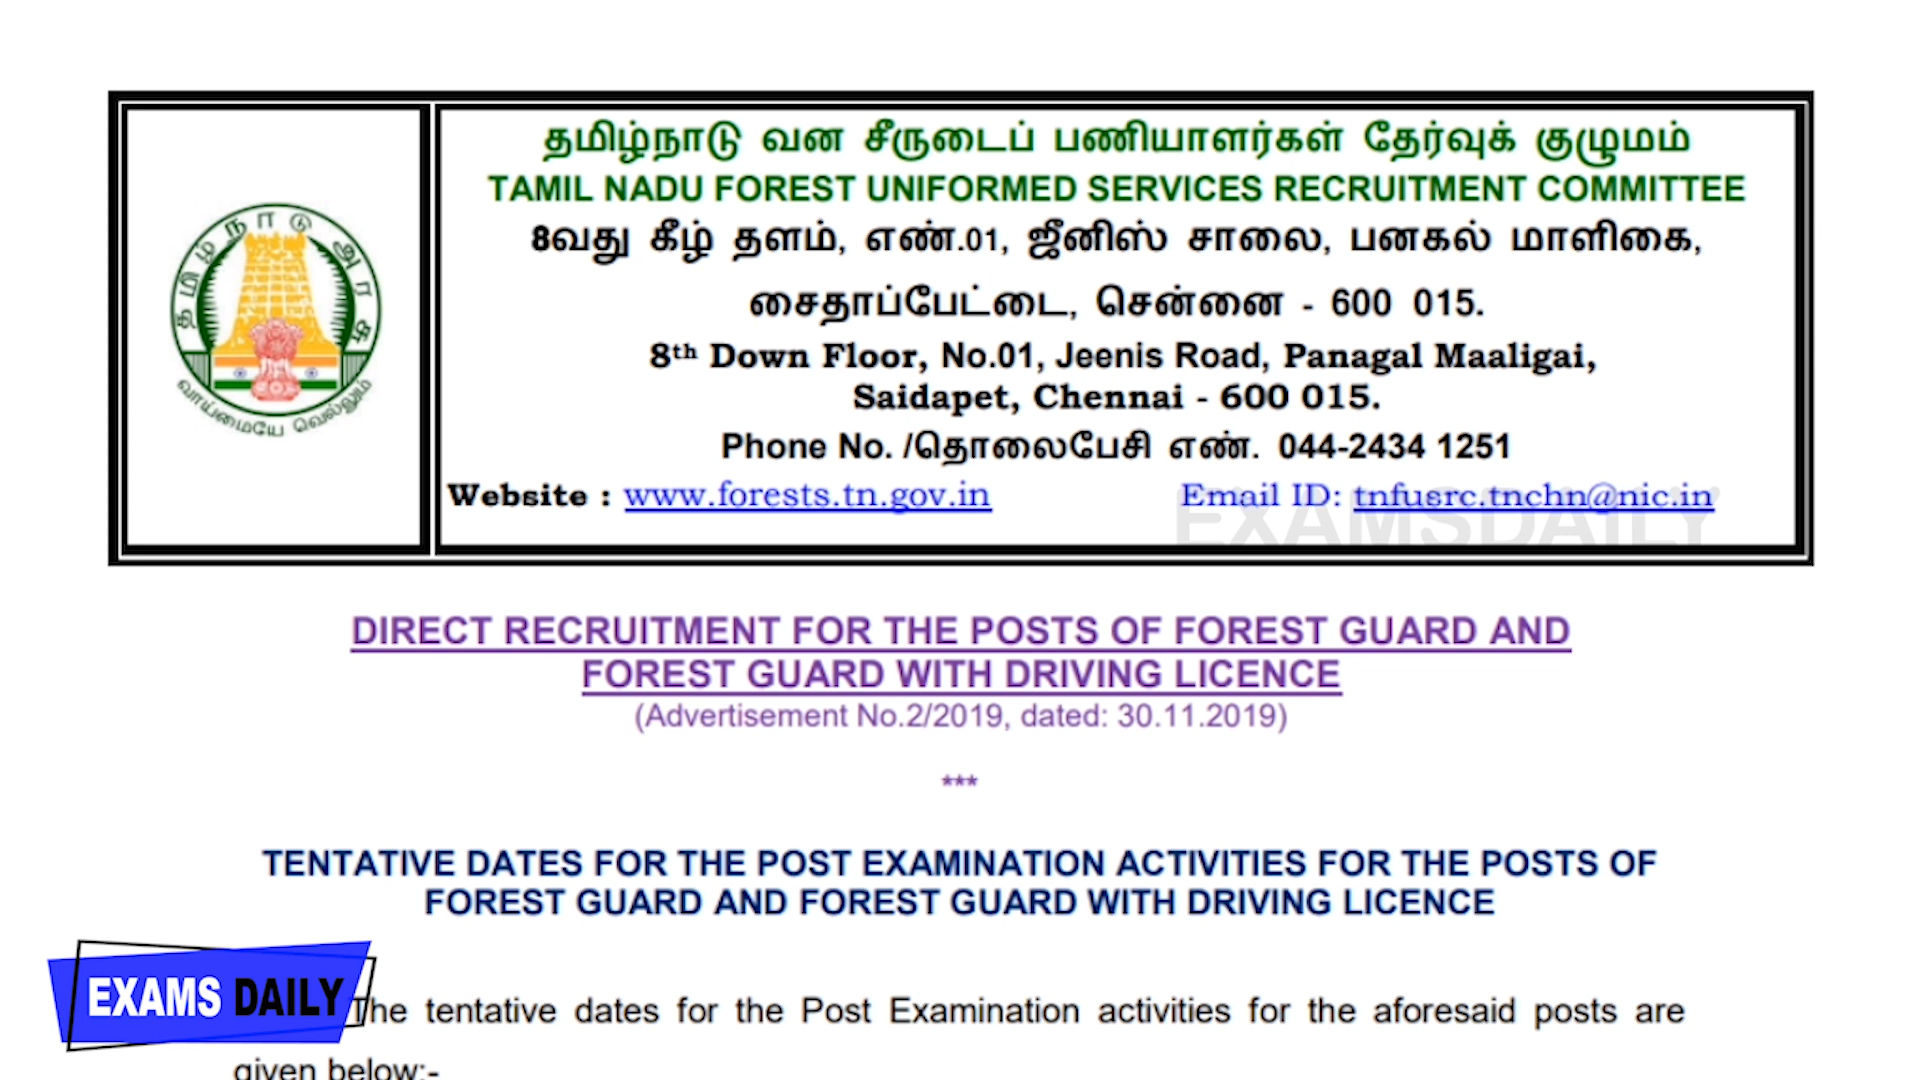 தமிழ்நாடு அரசு
வாய்மையே வெல்லும்
தமிழ்நாடு வன சீருடைப் பணியாளர்கள் தேர்வுக் குழுமம்
TAMIL NADU FOREST UNIFORMED SERVICES RECRUITMENT COMMITTEE
8வது கீழ் தளம், எண்.01, ஜீனிஸ் சாலை, பனகல் மாளிகை,
சைதாப்பேட்டை, சென்னை - 600 015.
8th Down Floor, No.01, Jeenis Road, Panagal Maaligai,
Saidapet, Chennai - 600 015.
Phone No. /தொலைபேசி எண். 044-2434 1251
Website : www.forests.tn.gov.in Email ID: tnfusrc.tnchn@nic.in
EXAMSDAILY
DIRECT RECRUITMENT FOR THE POSTS OF FOREST GUARD AND
FOREST GUARD WITH DRIVING LICENCE
(Advertisement No.2/2019, dated: 30.11.2019)
***
TENTATIVE DATES FOR THE POST EXAMINATION ACTIVITIES FOR THE POSTS OF
FOREST GUARD AND FOREST GUARD WITH DRIVING LICENCE
EXAMS DAILY
The tentative dates for the Post Examination activities for the aforesaid posts are
given below:-